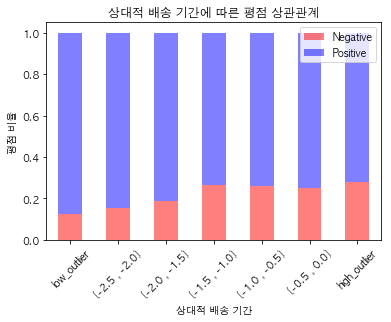 상대적 배송 기간에 따른 평점 상관관계
Negative
Positive
평점 비율
1.0
0.8
0.6
0.4
0.2
0.0
low_outlier
[-2.5 , -2.0)
[-2.0 , -1.5)
[-1.5 , -1.0)
[-1.0 , -0.5)
[-0.5 , 0.0)
hgh_outlier
상대적 배송 기간